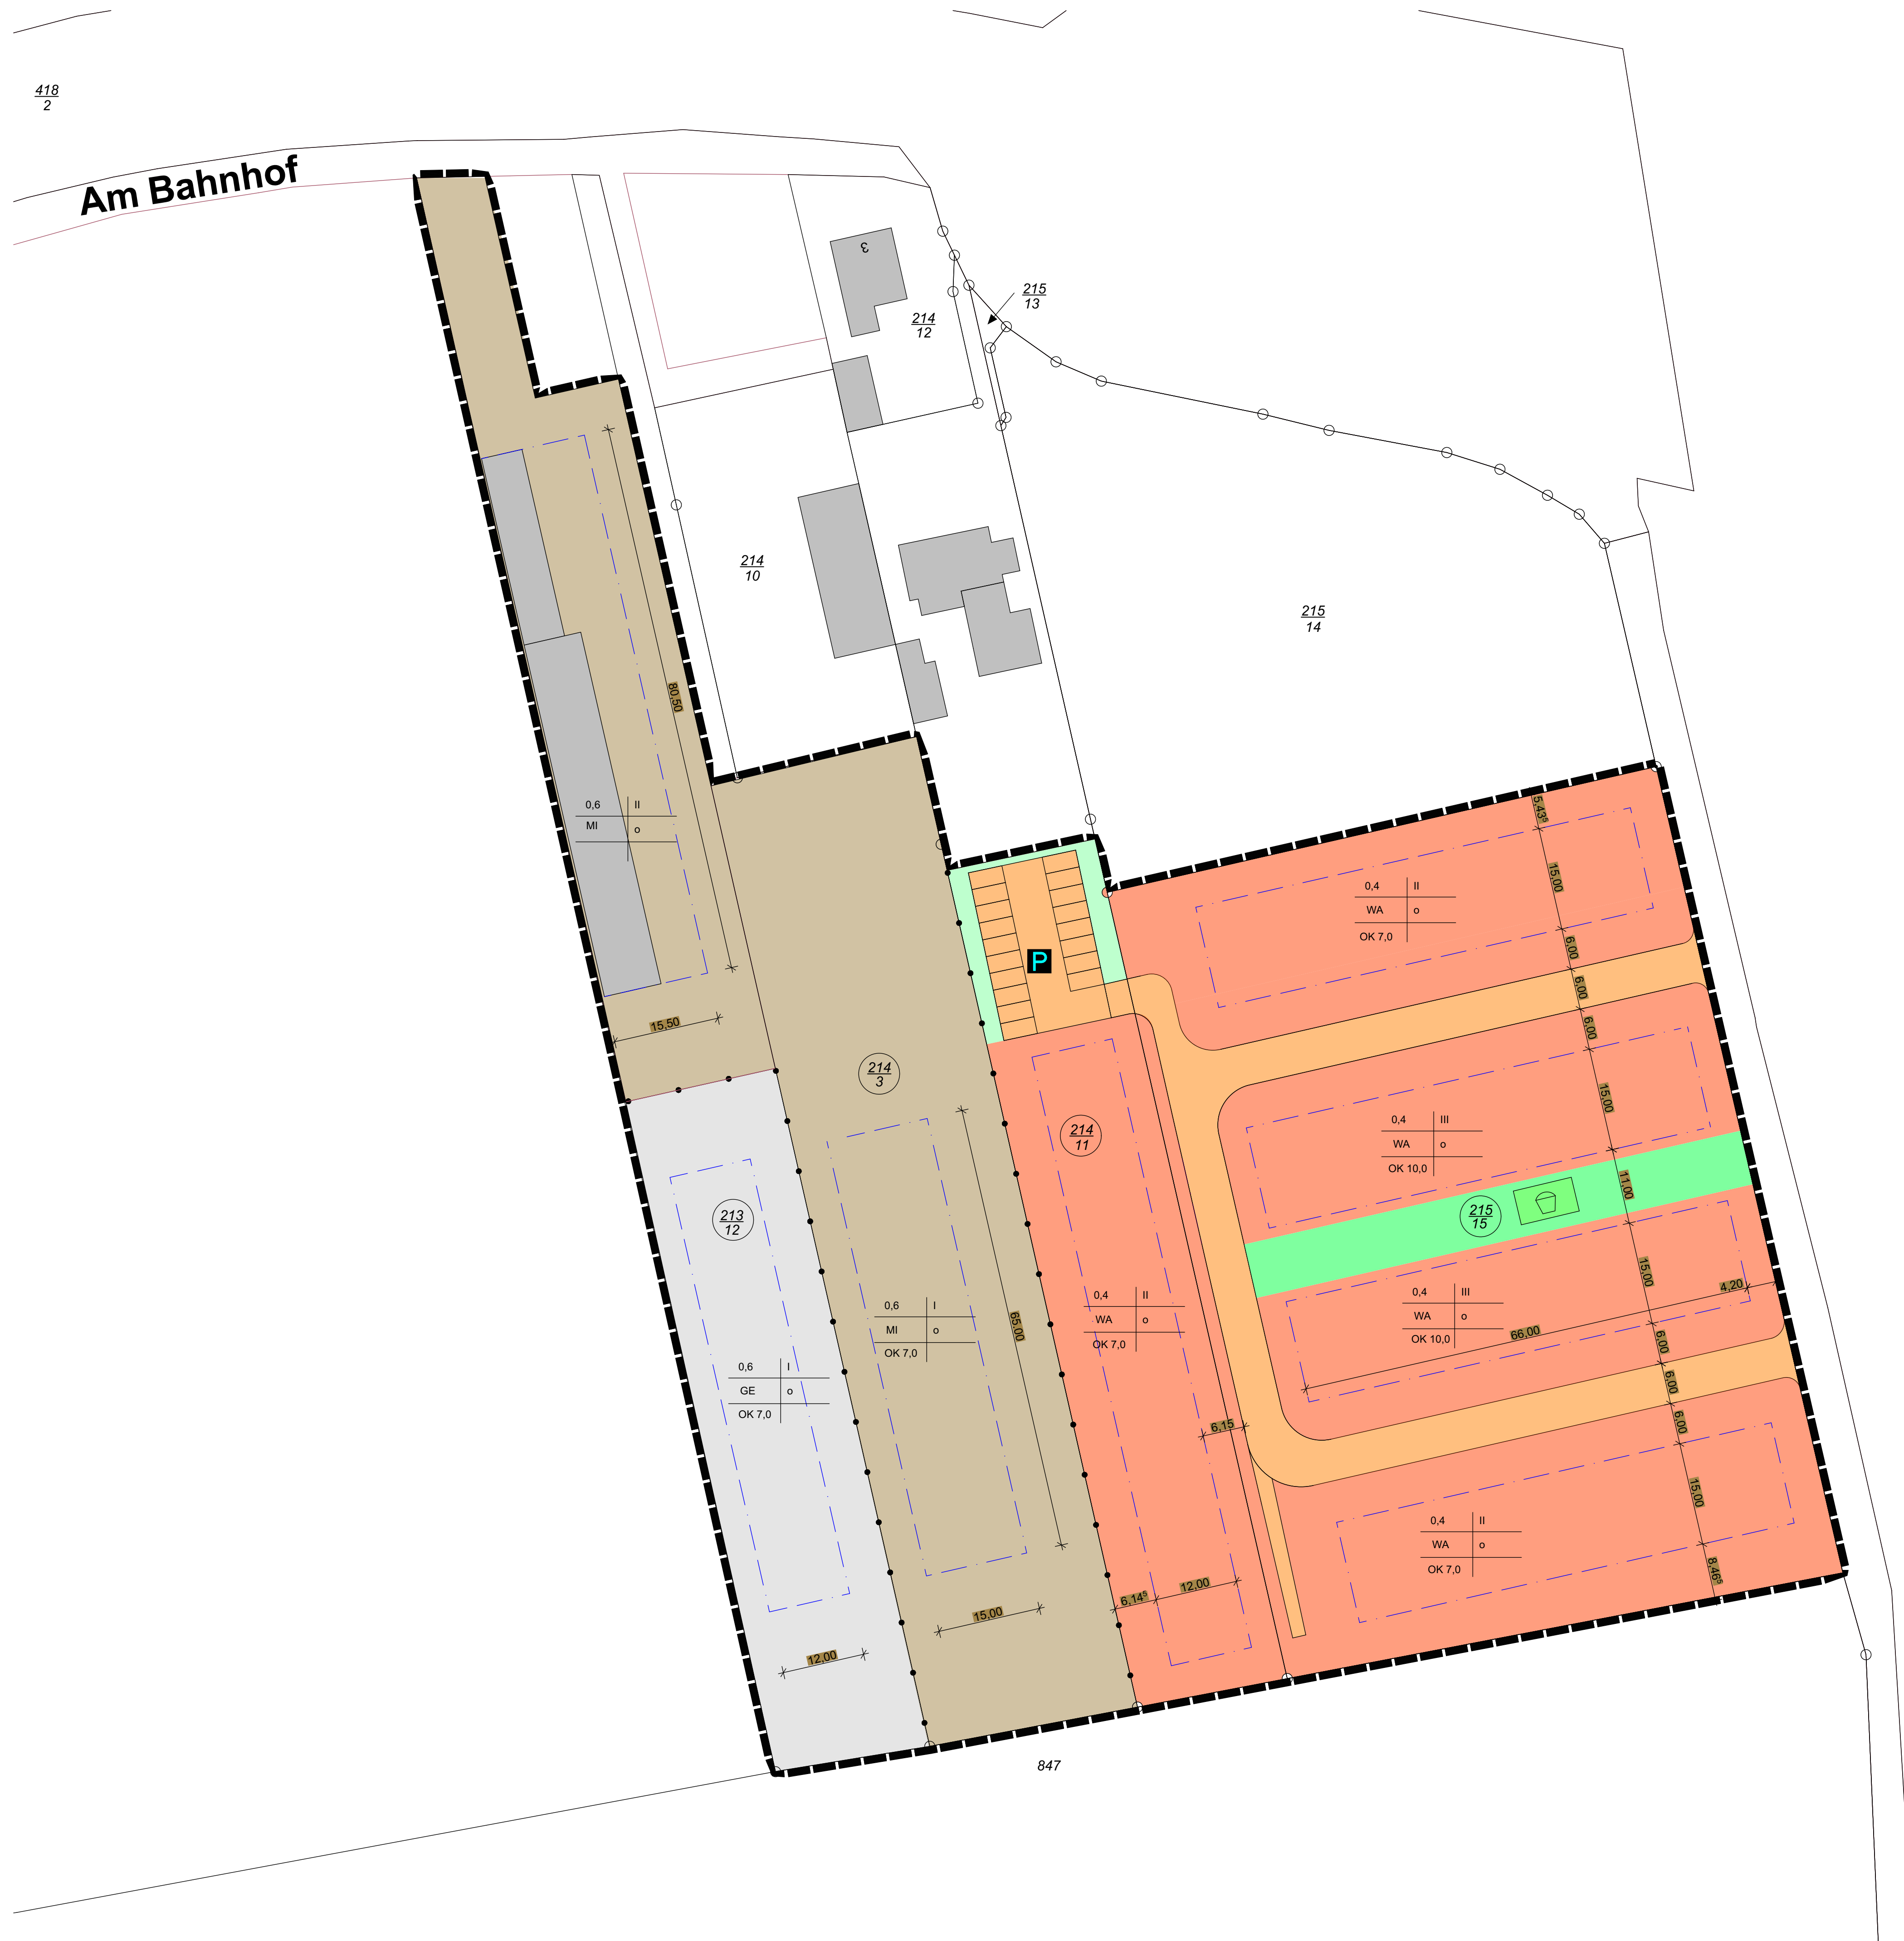 418
2
Am Bahnhof
3
215
13
214
12
214
10
215
14
80,50
0,6 II
MI o
5,43⁵
15,00
0,4 II
WA o
OK 7,0
6,00
P
6,00
15,50
6,00
214
3
15,00
214
11
0,4 III
WA o
OK 10,0
11,00
213
12
215
15
15,00
4,20
0,4 III
WA o
OK 10,0
66,00
0,4 II
WA o
OK 7,0
0,6 I
MI o
OK 7,0
65,00
6,00
0,6 I
GE o
OK 7,0
6,00
6,15
6,00
15,00
0,4 II
WA o
OK 7,0
8,46⁵
6,14⁵
12,00
15,00
12,00
847